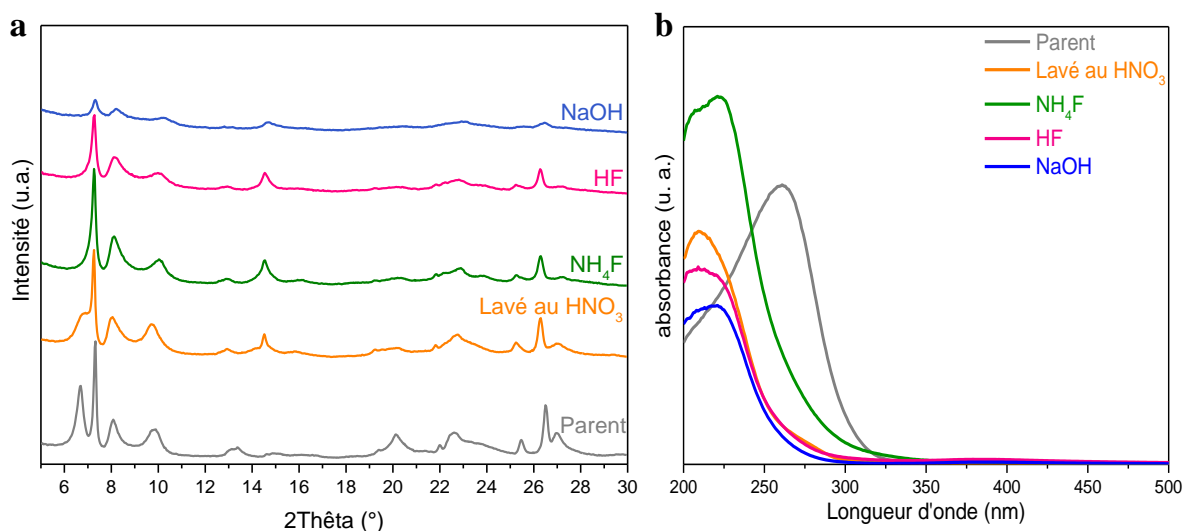 a
NaOH
HF
NH₄F
Lavé au HNO₃
Parent
Intensité (u.a.)
6 8 10 12 14 16 18 20 22 24 26 28 30
2Thêta (°)
b
Parent
Lavé au HNO₃
NH₄F
HF
NaOH
absorbance (u. a.)
200 250 300 350 400 450 500
Longueur d'onde (nm)